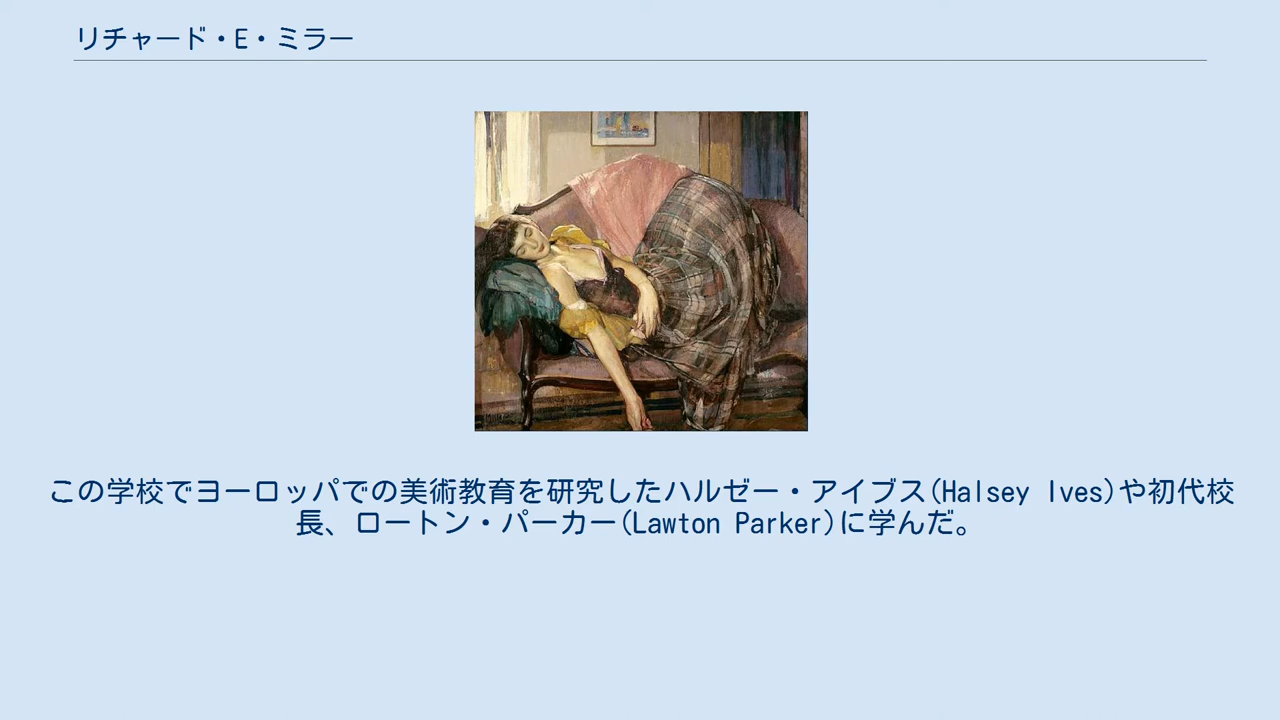 リチャード・E・ミラー
この学校でヨーロッパでの美術教育を研究したハルゼー・アイブス(Halsey Ives)や初代校
長、ロートン・パーカー(Lawton Parker)に学んだ。